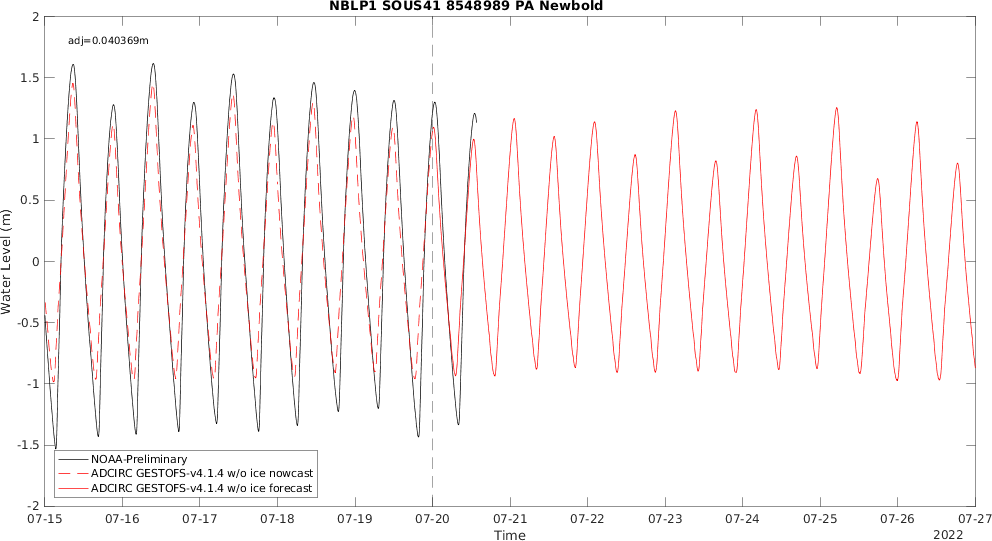 NBLP1 SOUS41 8548989 PA Newbold
adj=0.040369m
2
1.5
1
0.5
0
-0.5
-1
-1.5
-2
Water Level (m)
NOAA-Preliminary
ADCIRC GESTOFS-v4.1.4 w/o ice nowcast
ADCIRC GESTOFS-v4.1.4 w/o ice forecast
07-15 07-16 07-17 07-18 07-19 07-20 07-21 07-22 07-23 07-24 07-25 07-26 07-27
Time
2022